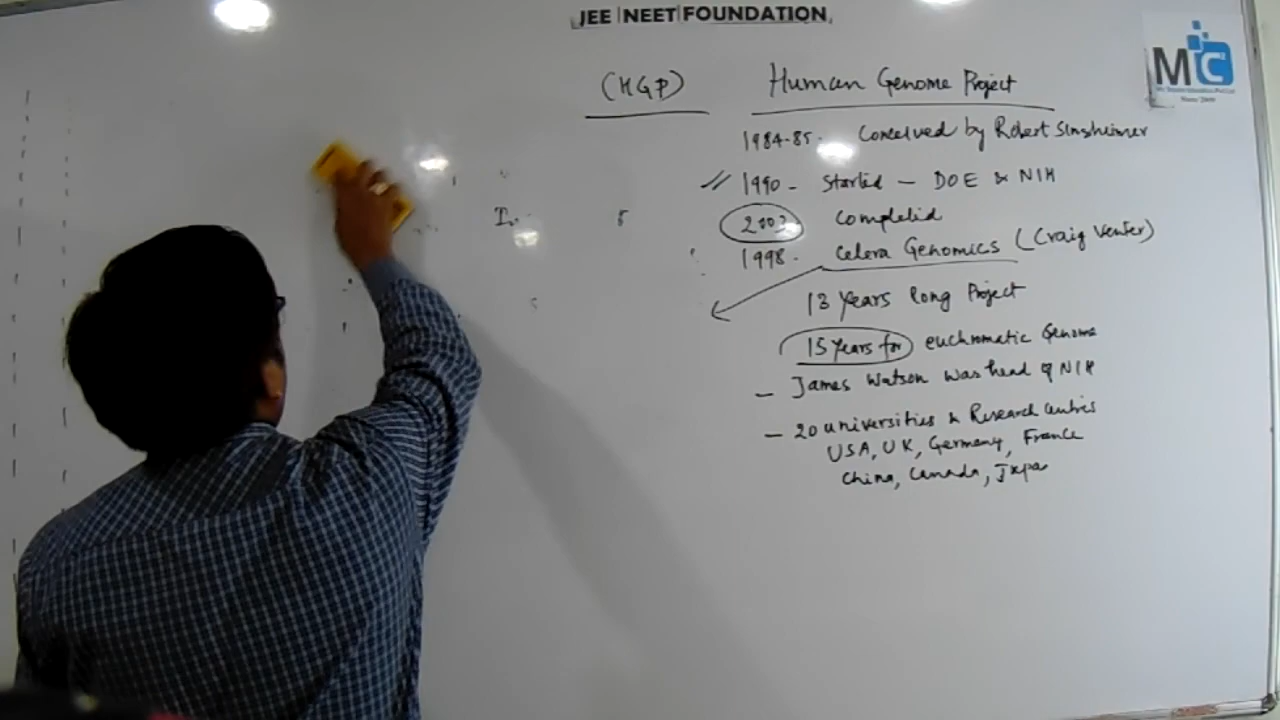 JEE | NEET | FOUNDATION
MC
(HGP) Human Genome Project
1984-85. Conceived by Robert Sinsheimer
1990 - Started - DOE & NIH
2003 Completed
1998. Celera Genomics (Craig Venter)
13 Years long Project
15 Years for euchromatic Genome
- James Watson was head of NIH
- 20 universities & Research centres
USA, UK, Germany, France
China, Canada, Japa